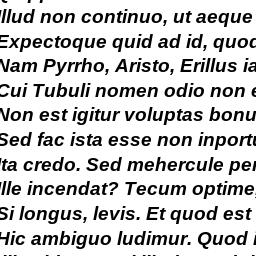 Illud non continuo, ut aeque
Expectoque quid ad id, quod
Nam Pyrrho, Aristo, Erillus ia
Cui Tubuli nomen odio non e
Non est igitur voluptas bonu
Sed fac ista esse non inportu
Ita credo. Sed mehercule per
Ille incendat? Tecum optime,
Si longus, levis. Et quod est
Hic ambiguo ludimur. Quod i